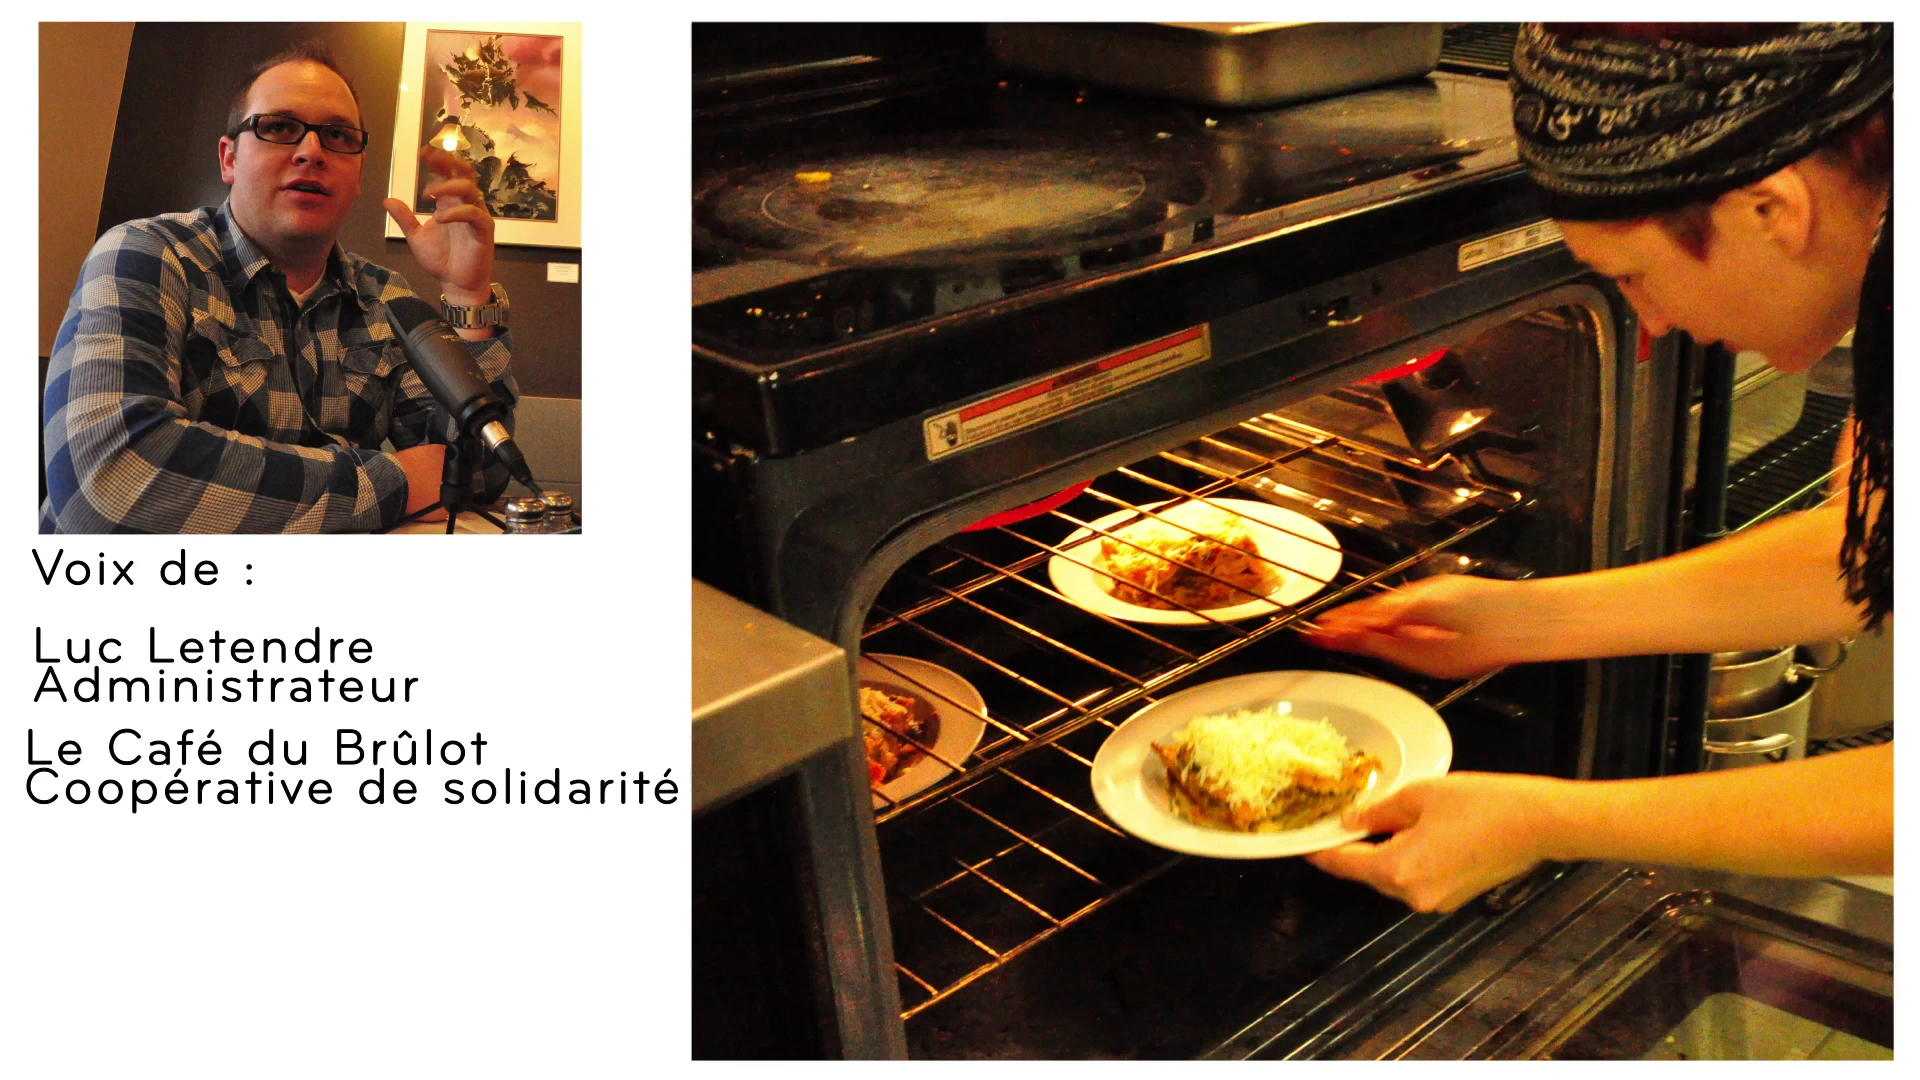 Voix de :
Luc Letendre
Administrateur
Le Café du Brûlot
Coopérative de solidarité